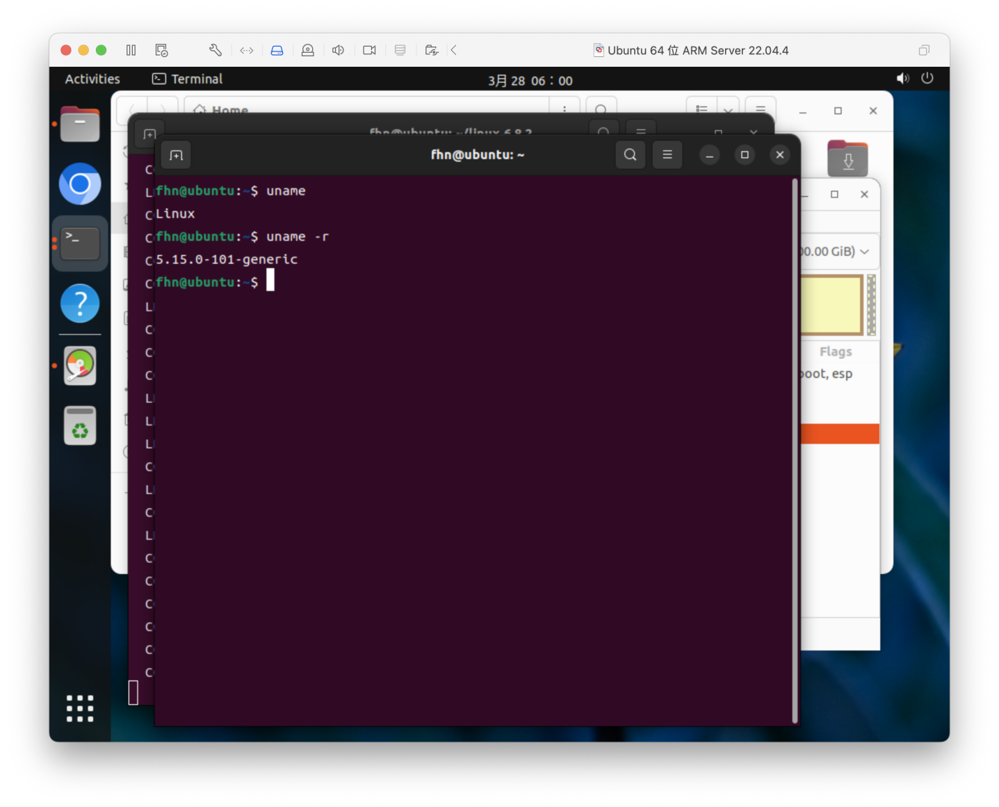 Ubuntu 64 位 ARM Server 22.04.4
Activities
Terminal
3月 28 06：00
Home
fhn@ubuntu: ~/linux-6.8.2
fhn@ubuntu: ~
fhn@ubuntu:~$ uname
Linux
fhn@ubuntu:~$ uname -r
5.15.0-101-generic
fhn@ubuntu:~$
00.00 GiB)
Flags
boot, esp